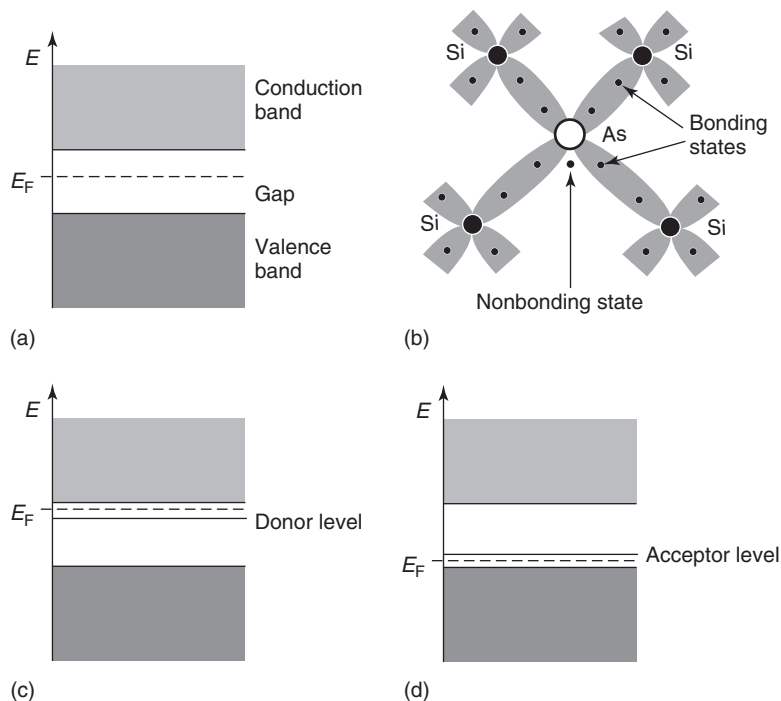 E
Conduction
band
E_F
Gap
Valence
band
(a)
Si
Si
As
Bonding
states
Si
Si
Nonbonding state
(b)
E
E_F
Donor level
(c)
E
Acceptor level
E_F
(d)